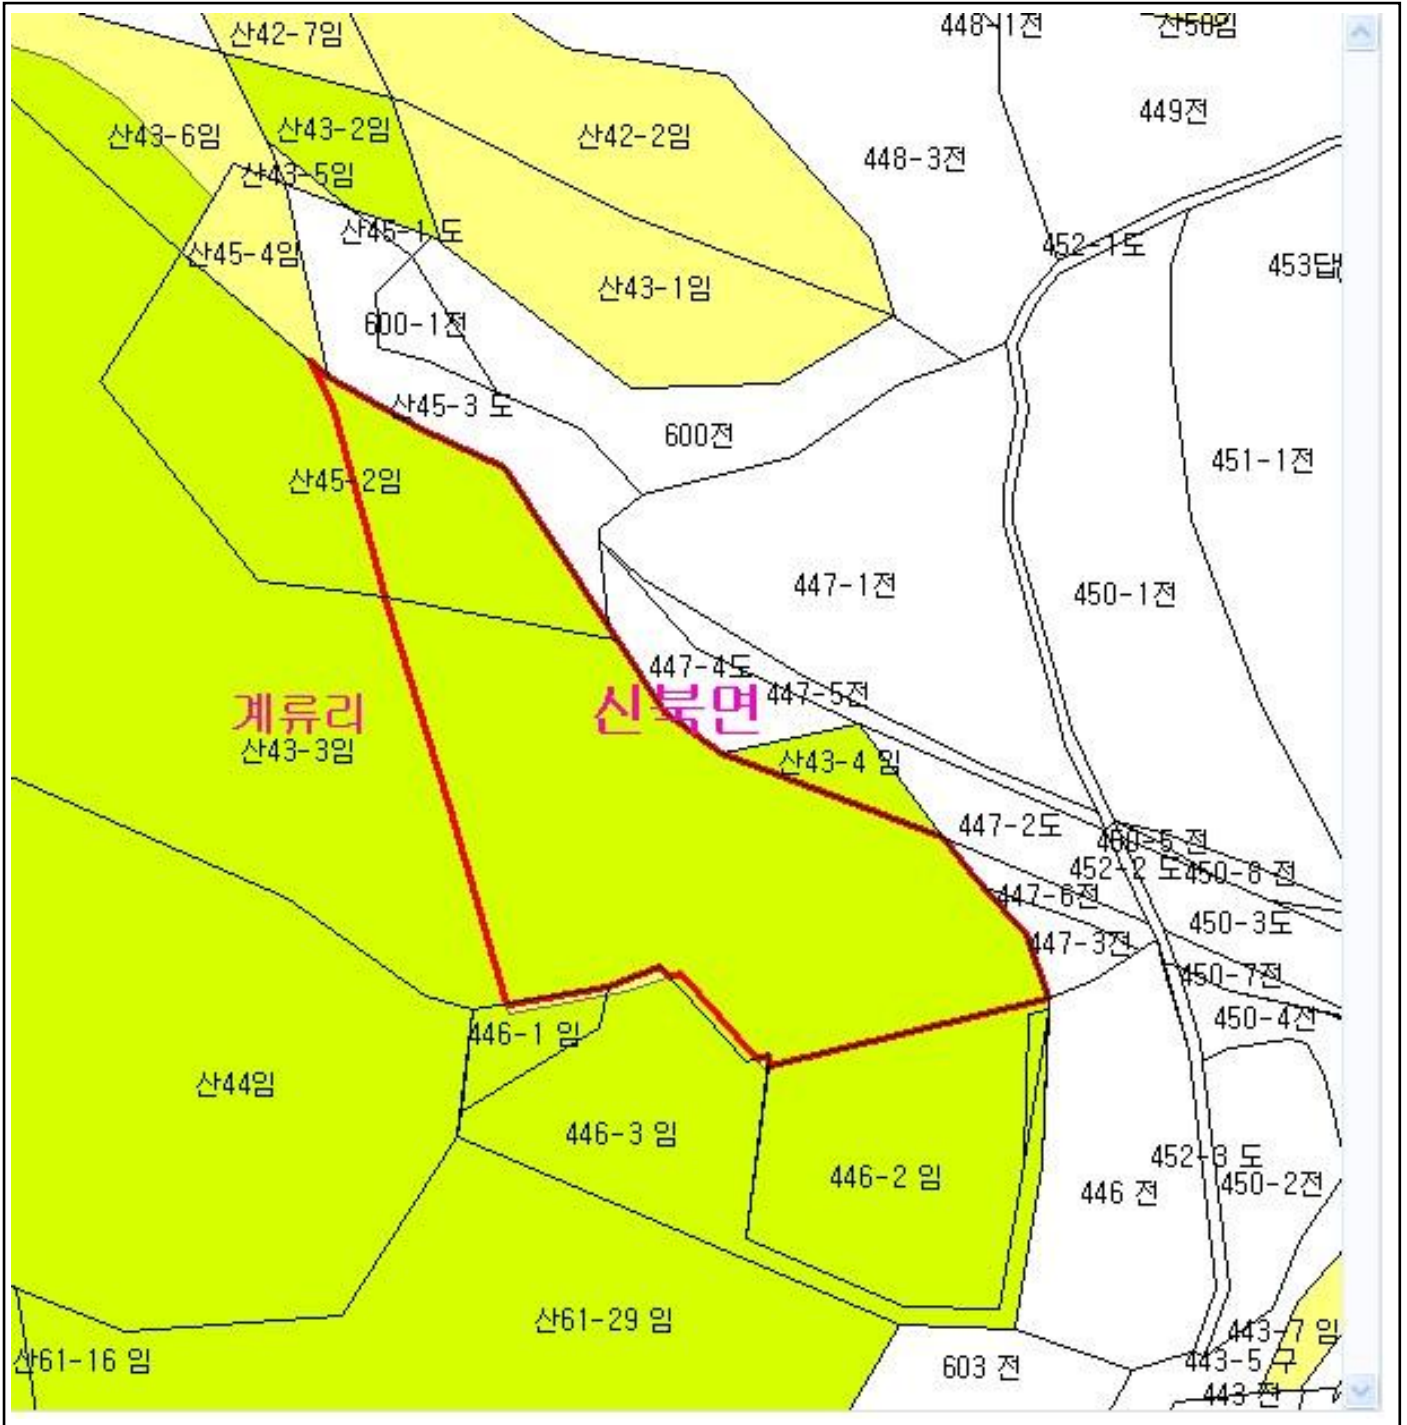 산42-7임
448-1전
산50임
449전
산43-6임
산43-2임
산42-2임
448-3전
산43-5임
산45-1 도
452-1도
산45-4임
453답
산43-1임
600-1전
산45-3 도
600전
451-1전
산45-2임
447-1전
450-1전
447-4도
447-5전
계류리
신북면
산43-3임
산43-4 임
447-2도
450-5 전
452-2 도
450-8 전
447-6전
450-3도
447-3전
450-7전
450-4전
446-1 임
산44임
446-3 임
452-3 도
446-2 임
446 전
450-2전
산61-29 임
443-7 임
산61-16 임
603 전
443-5 구
443 전